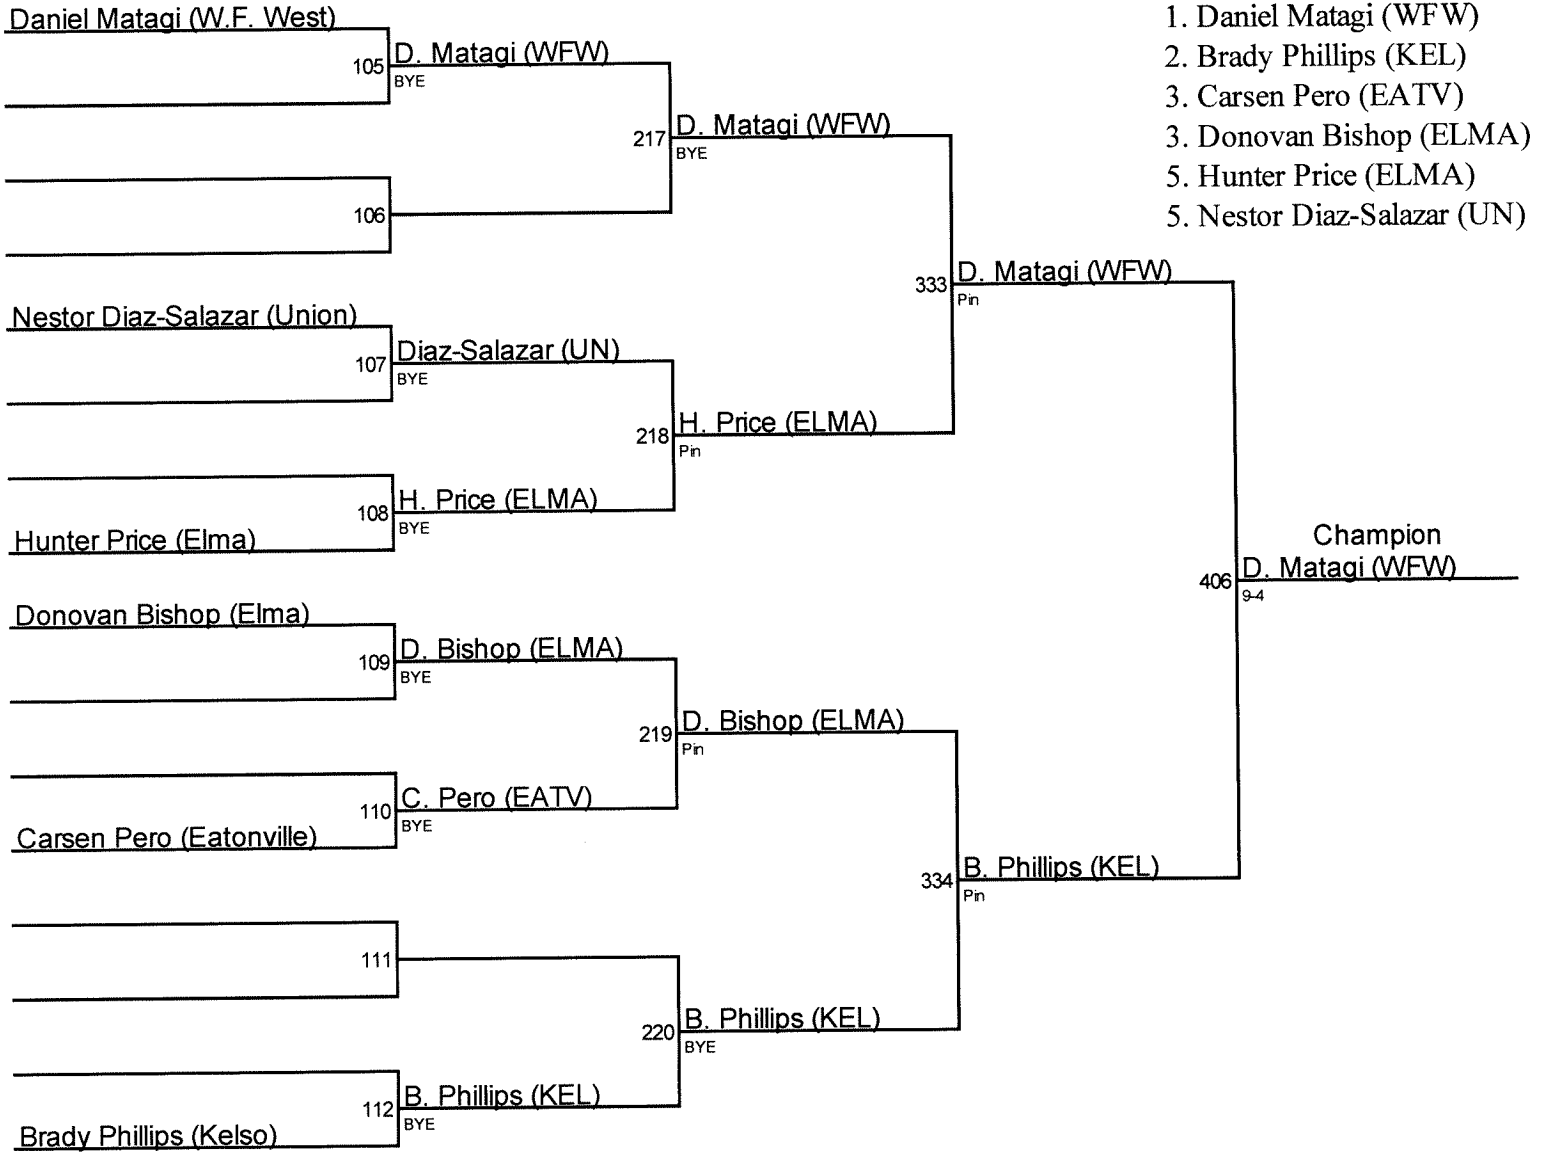 Daniel Matagi (W.F. West)
105
D. Matagi (WFW)
BYE
217
D. Matagi (WFW)
BYE
106
Nestor Diaz-Salazar (Union)
107
Diaz-Salazar (UN)
BYE
218
H. Price (ELMA)
Pin
108
H. Price (ELMA)
BYE
Hunter Price (Elma)
333
D. Matagi (WFW)
Pin
Donovan Bishop (Elma)
109
D. Bishop (ELMA)
BYE
219
D. Bishop (ELMA)
Pin
110
C. Pero (EATV)
BYE
Carsen Pero (Eatonville)
334
B. Phillips (KEL)
Pin
111
220
B. Phillips (KEL)
BYE
112
B. Phillips (KEL)
BYE
Brady Phillips (Kelso)
Champion
406
D. Matagi (WFW)
9-4
1. Daniel Matagi (WFW)
2. Brady Phillips (KEL)
3. Carsen Pero (EATV)
3. Donovan Bishop (ELMA)
5. Hunter Price (ELMA)
5. Nestor Diaz-Salazar (UN)